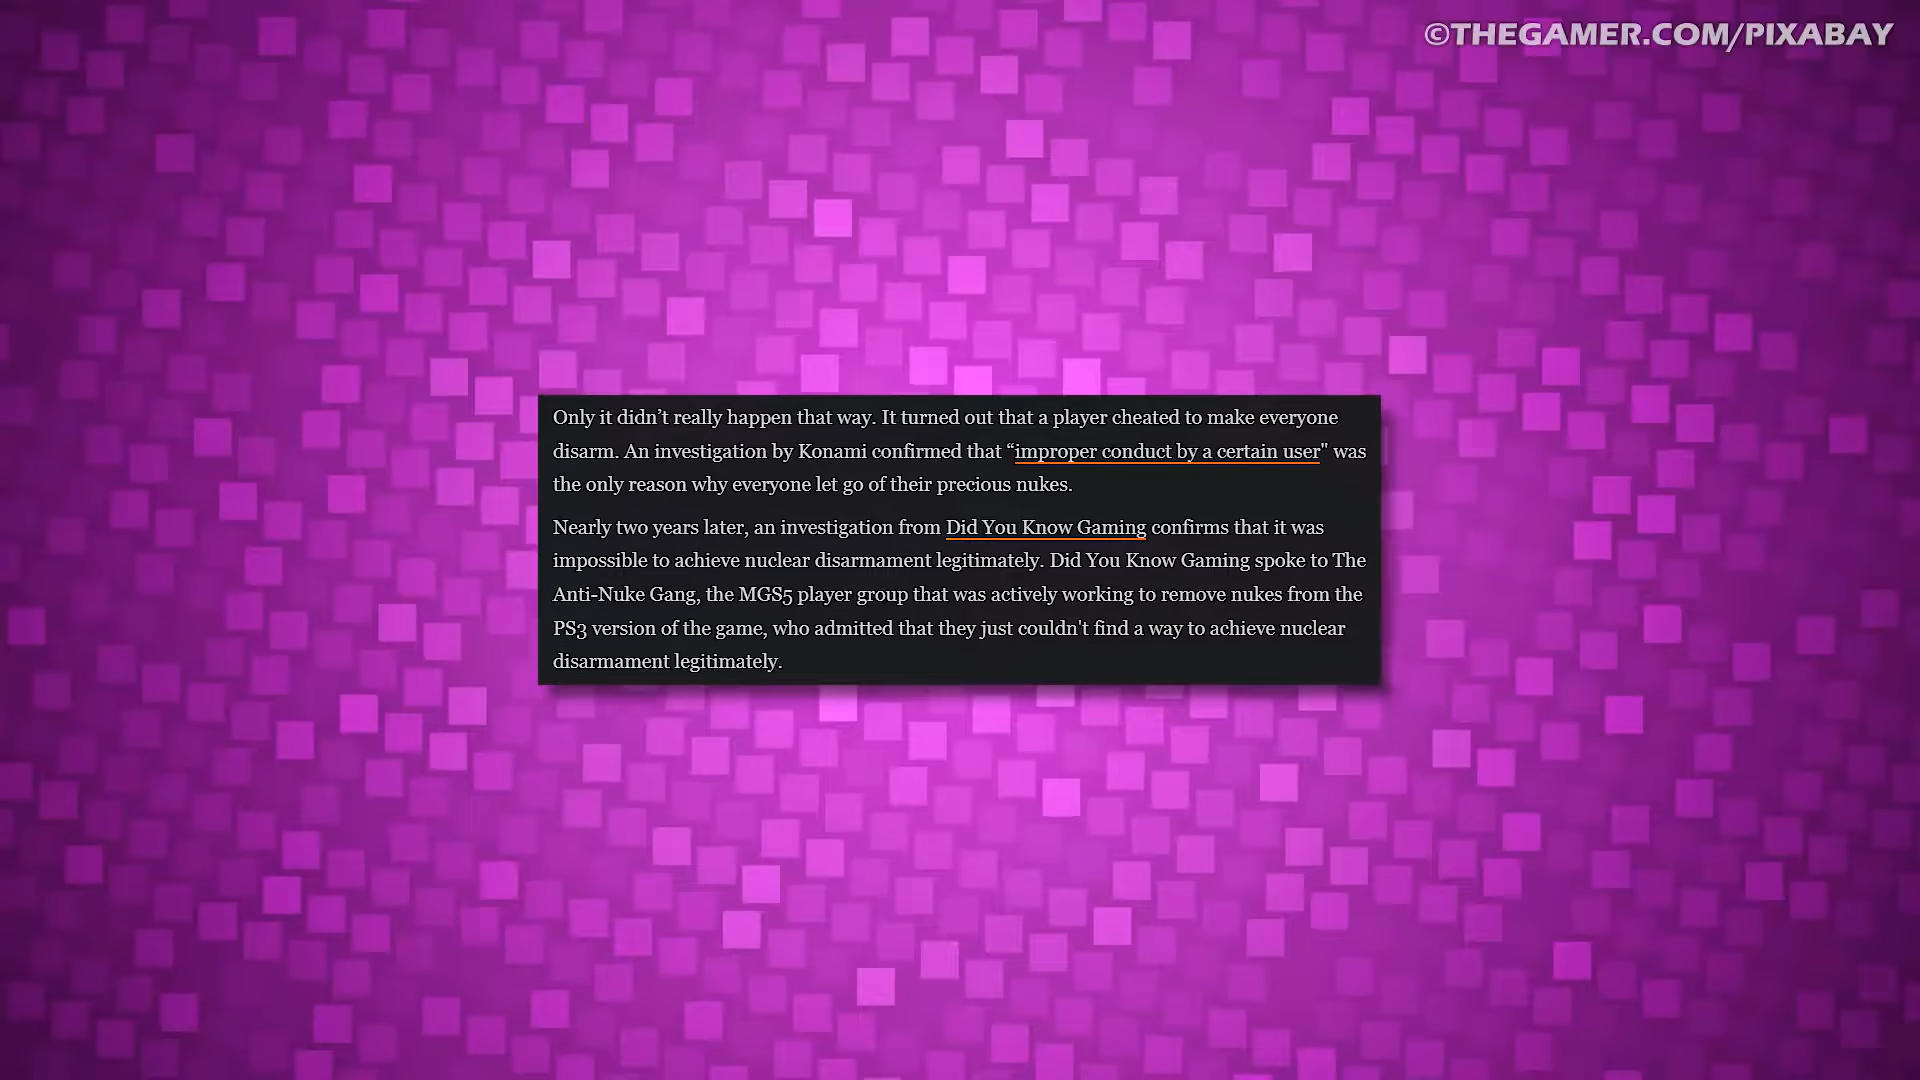 ©THEGAMER.COM/PIXABAY
Only it didn’t really happen that way. It turned out that a player cheated to make everyone
disarm. An investigation by Konami confirmed that “improper conduct by a certain user" was
the only reason why everyone let go of their precious nukes.
Nearly two years later, an investigation from Did You Know Gaming confirms that it was
impossible to achieve nuclear disarmament legitimately. Did You Know Gaming spoke to The
Anti-Nuke Gang, the MGS5 player group that was actively working to remove nukes from the
PS3 version of the game, who admitted that they just couldn't find a way to achieve nuclear
disarmament legitimately.